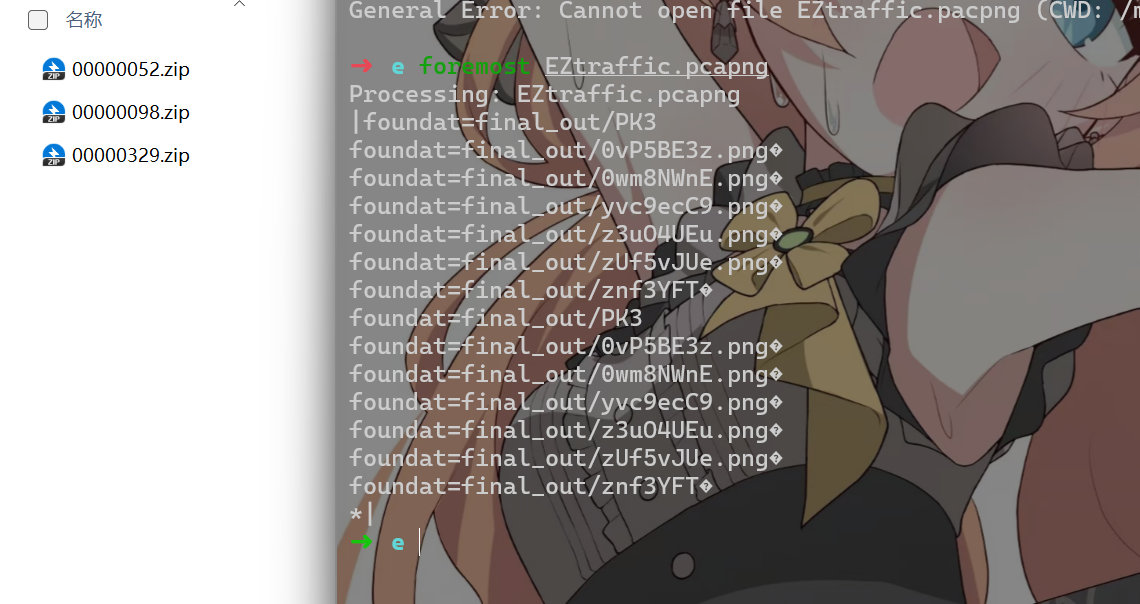 名称
00000052.zip
00000098.zip
00000329.zip
General Error: Cannot open file EZtraffic.pacpng (CWD: /m
→ e foremost EZtraffic.pcapng
Processing: EZtraffic.pcapng
|foundat=final_out/PK3
foundat=final_out/0vP5BE3z.png�
foundat=final_out/0wm8NWnE.png�
foundat=final_out/yvc9ecC9.png�
foundat=final_out/z3uO4UEu.png�
foundat=final_out/zUf5vJUe.png�
foundat=final_out/znf3YFT�
foundat=final_out/PK3
foundat=final_out/0vP5BE3z.png�
foundat=final_out/0wm8NWnE.png�
foundat=final_out/yvc9ecC9.png�
foundat=final_out/z3uO4UEu.png�
foundat=final_out/zUf5vJUe.png�
foundat=final_out/znf3YFT�
*|
→ e